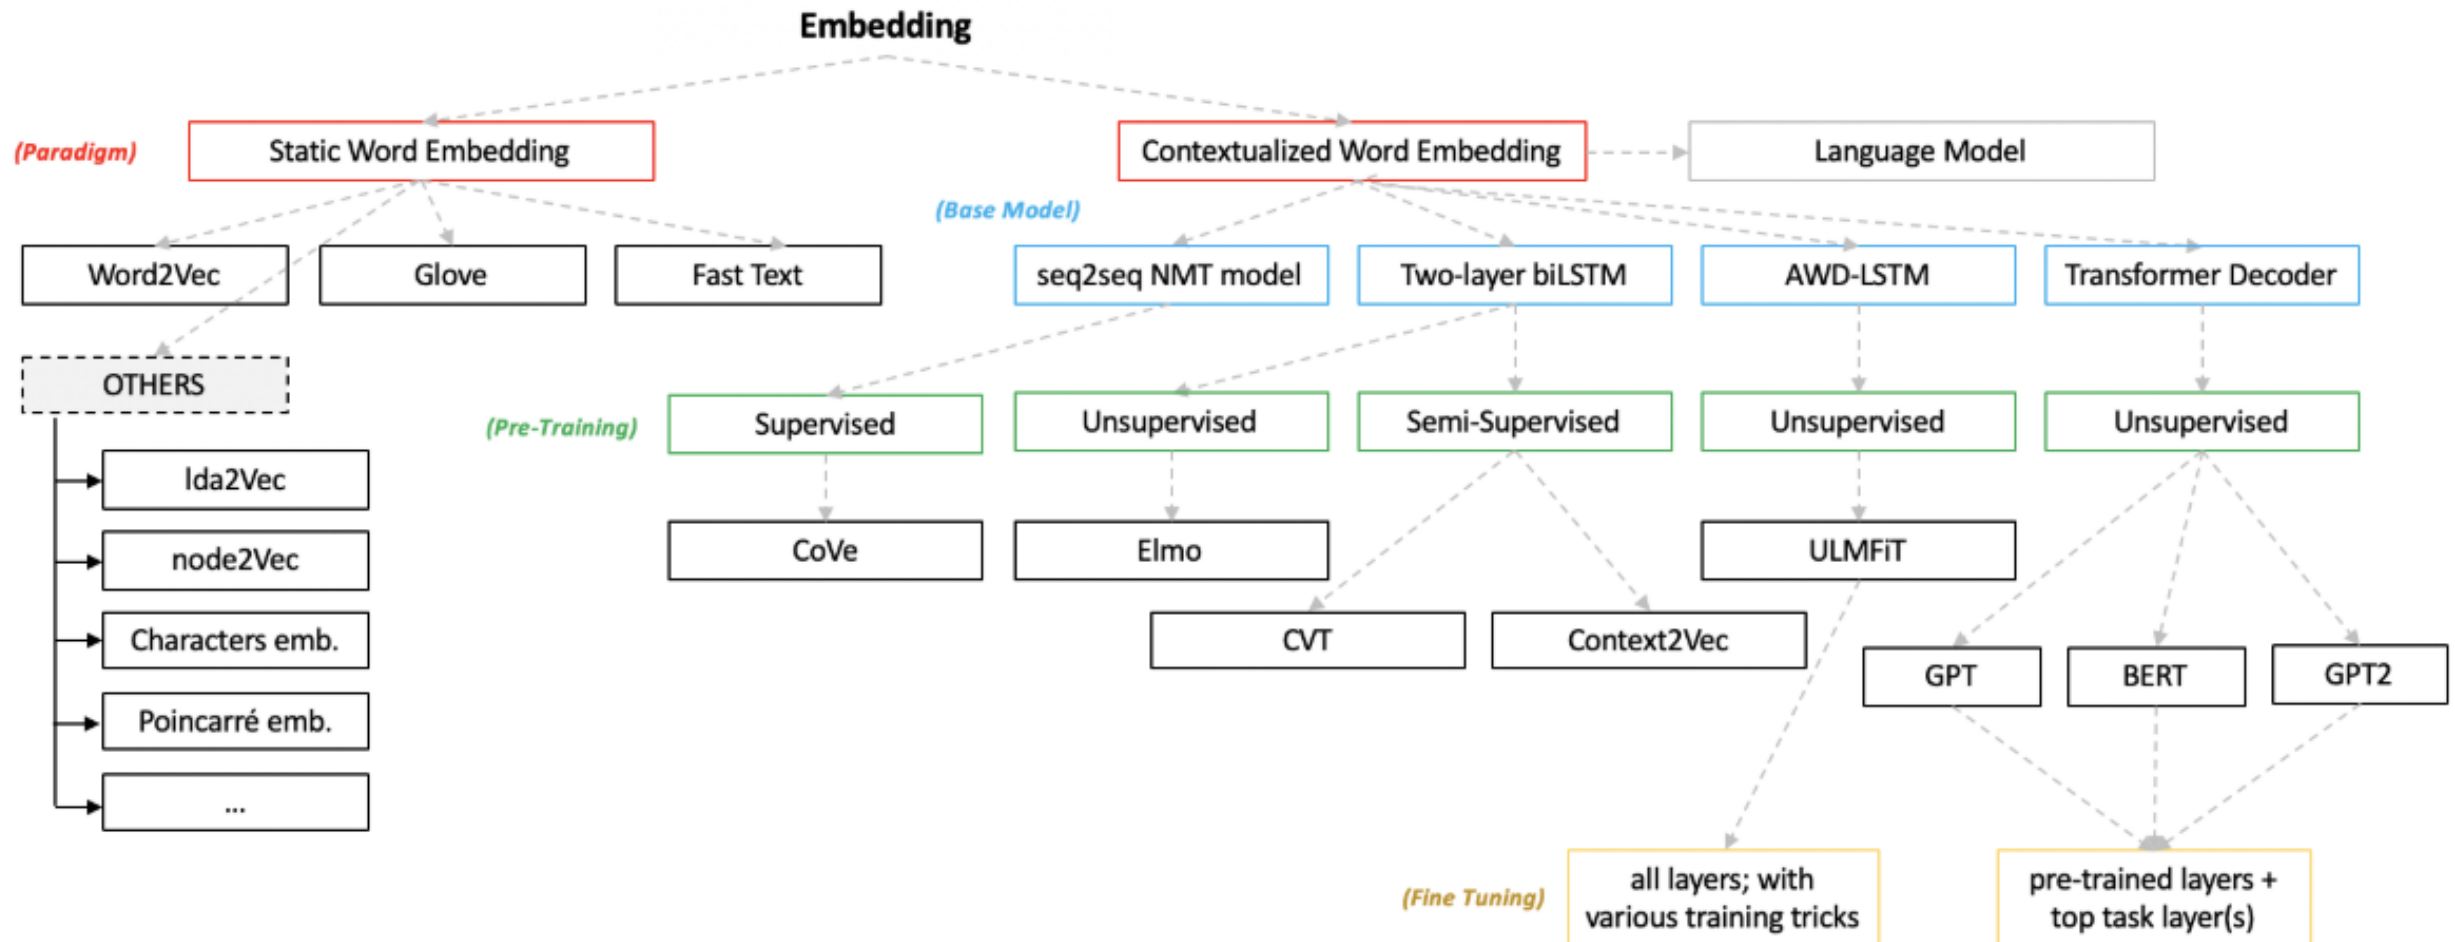 Embedding
(Paradigm)
Static Word Embedding
Contextualized Word Embedding
Language Model
(Base Model)
Word2Vec
Glove
Fast Text
seq2seq NMT model
Two-layer biLSTM
AWD-LSTM
Transformer Decoder
OTHERS
(Pre-Training)
Supervised
Unsupervised
Semi-Supervised
Unsupervised
Unsupervised
lda2Vec
node2Vec
Characters emb.
Poincarré emb.
...
CoVe
Elmo
ULMFiT
CVT
Context2Vec
GPT
BERT
GPT2
(Fine Tuning)
all layers; with
various training tricks
pre-trained layers +
top task layer(s)